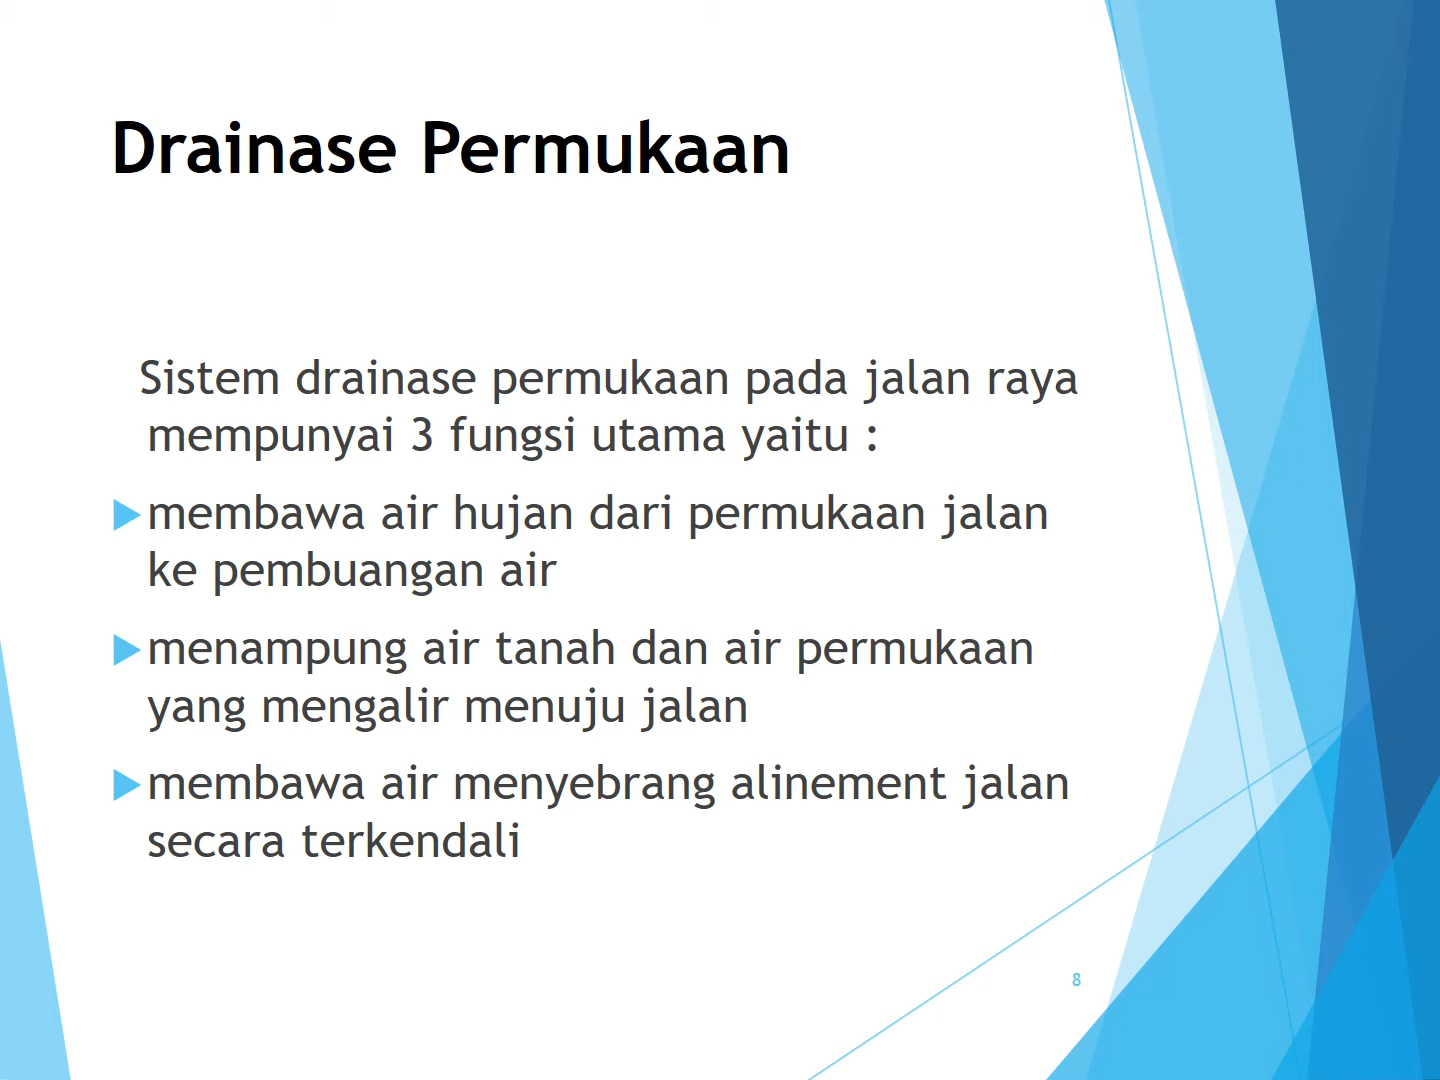 Drainase Permukaan
Sistem drainase permukaan pada jalan raya
mempunyai 3 fungsi utama yaitu :
membawa air hujan dari permukaan jalan
ke pembuangan air
menampung air tanah dan air permukaan
yang mengalir menuju jalan
membawa air menyebrang alinement jalan
secara terkendali
8